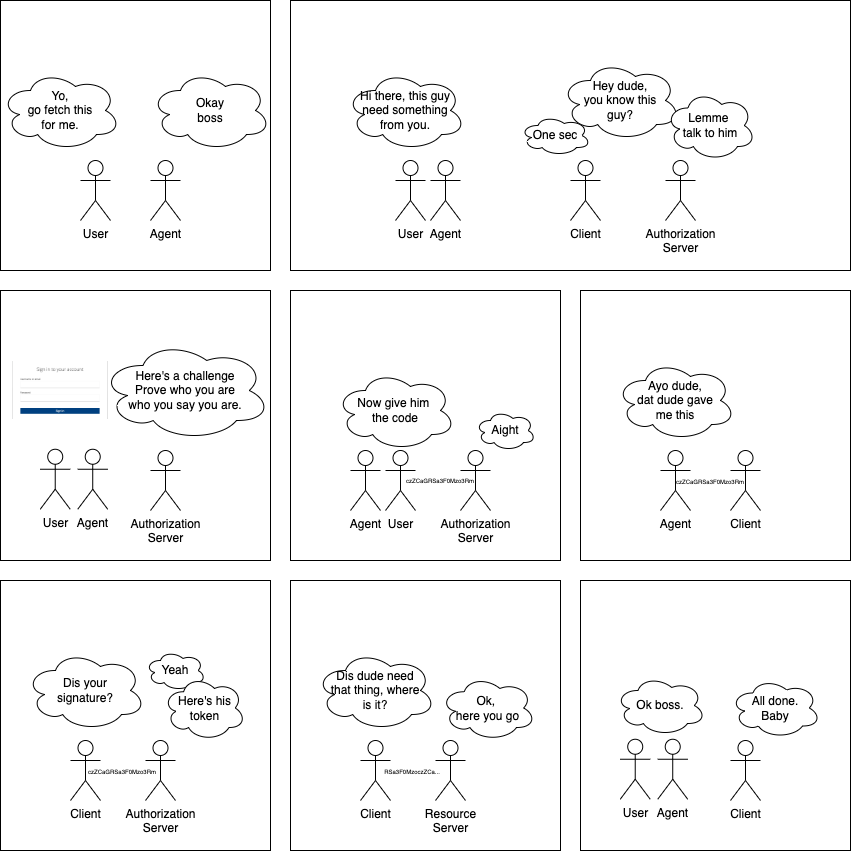 Yo,
go fetch this
for me.
Okay
boss
User
Agent
Hi there, this guy
need something
from you.
One sec
Hey dude,
you know this
guy?
Lemme
talk to him
User
Agent
Client
Authorization
Server
Sign in to your account
Password
Sign in
Here's a challenge
Prove who you are
who you say you are.
User
Agent
Authorization
Server
Now give him
the code
Aight
czZCaGRSa3F0Mzo3Rm
Agent
User
Authorization
Server
Ayo dude,
dat dude gave
me this
czZCaGRSa3F0Mzo3Rm
Agent
Client
Dis your
signature?
Yeah
Here's his
token
czZCaGRSa3F0Mzo3Rm
Client
Authorization
Server
Dis dude need
that thing, where
is it?
Ok,
here you go
RSa3F0MzoczZCa...
Client
Resource
Server
Ok boss.
All done.
Baby
User
Agent
Client